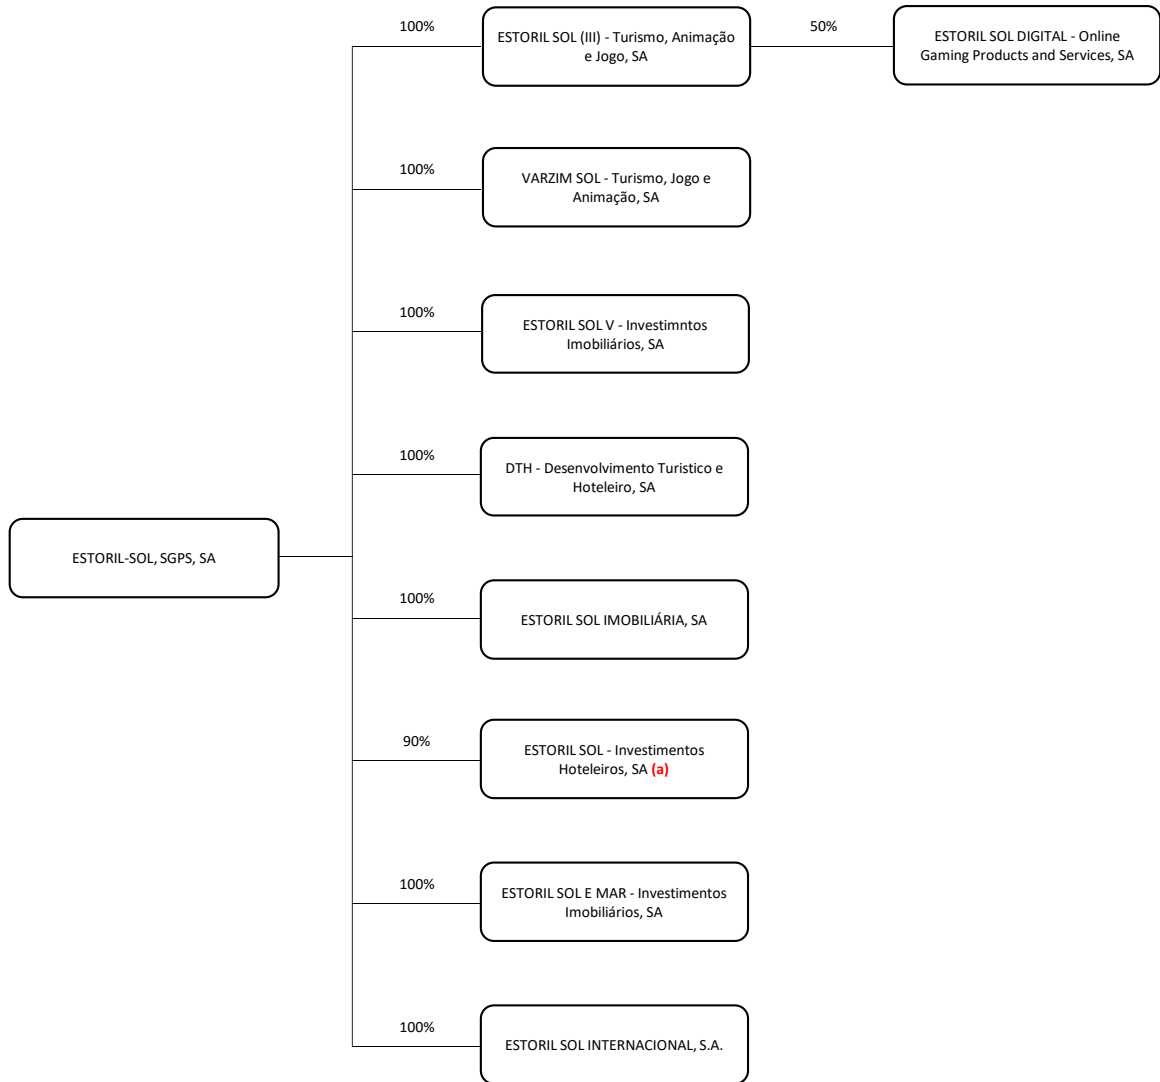 100%
ESTORIL SOL (III) - Turismo, Animação
e Jogo, SA
50%
ESTORIL SOL DIGITAL - Online
Gaming Products and Services, SA
100%
VARZIM SOL - Turismo, Jogo e
Animação, SA
100%
ESTORIL SOL V - Investimntos
Imobiliários, SA
100%
DTH - Desenvolvimento Turistico e
Hoteleiro, SA
ESTORIL-SOL, SGPS, SA
100%
ESTORIL SOL IMOBILIÁRIA, SA
90%
ESTORIL SOL - Investimentos
Hoteleiros, SA (a)
100%
ESTORIL SOL E MAR - Investimentos
Imobiliários, SA
100%
ESTORIL SOL INTERNACIONAL, S.A.